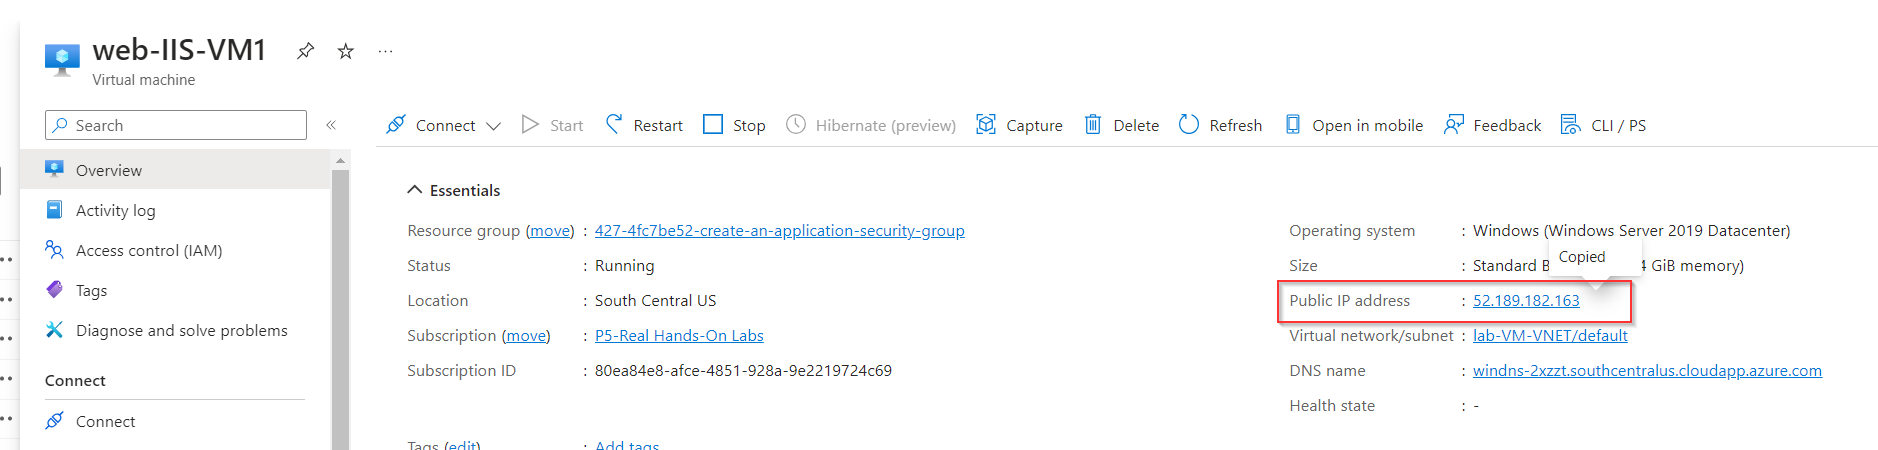 web-IIS-VM1
Virtual machine
Search
Overview
Activity log
Access control (IAM)
Tags
Diagnose and solve problems
Connect
Connect
Connect Start Restart Stop Hibernate (preview) Capture Delete Refresh Open in mobile Feedback CLI / PS
Essentials
Resource group (move) : 427-4fc7be52-create-an-application-security-group
Status : Running
Location : South Central US
Subscription (move) : P5-Real Hands-On Labs
Subscription ID : 80ea84e8-afce-4851-928a-9e2219724c69
Tags (edit) : Add tags
Operating system : Windows (Windows Server 2019 Datacenter)
Copied
Size : Standard GiB memory)
Public IP address : 52.189.182.163
Virtual network/subnet : lab-VM-VNET/default
DNS name : windns-2xzzt.southcentralus.cloudapp.azure.com
Health state : -